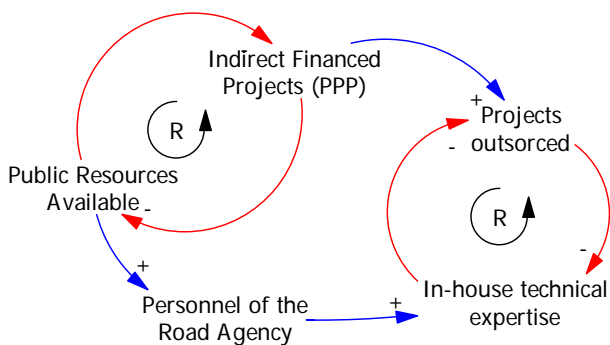 -
Indirect Financed
Projects (PPP)
R
+
Projects
outsorced
-
Public Resources
Available
-
R
+
-
Personnel of the
Road Agency
+
In-house technical
expertise